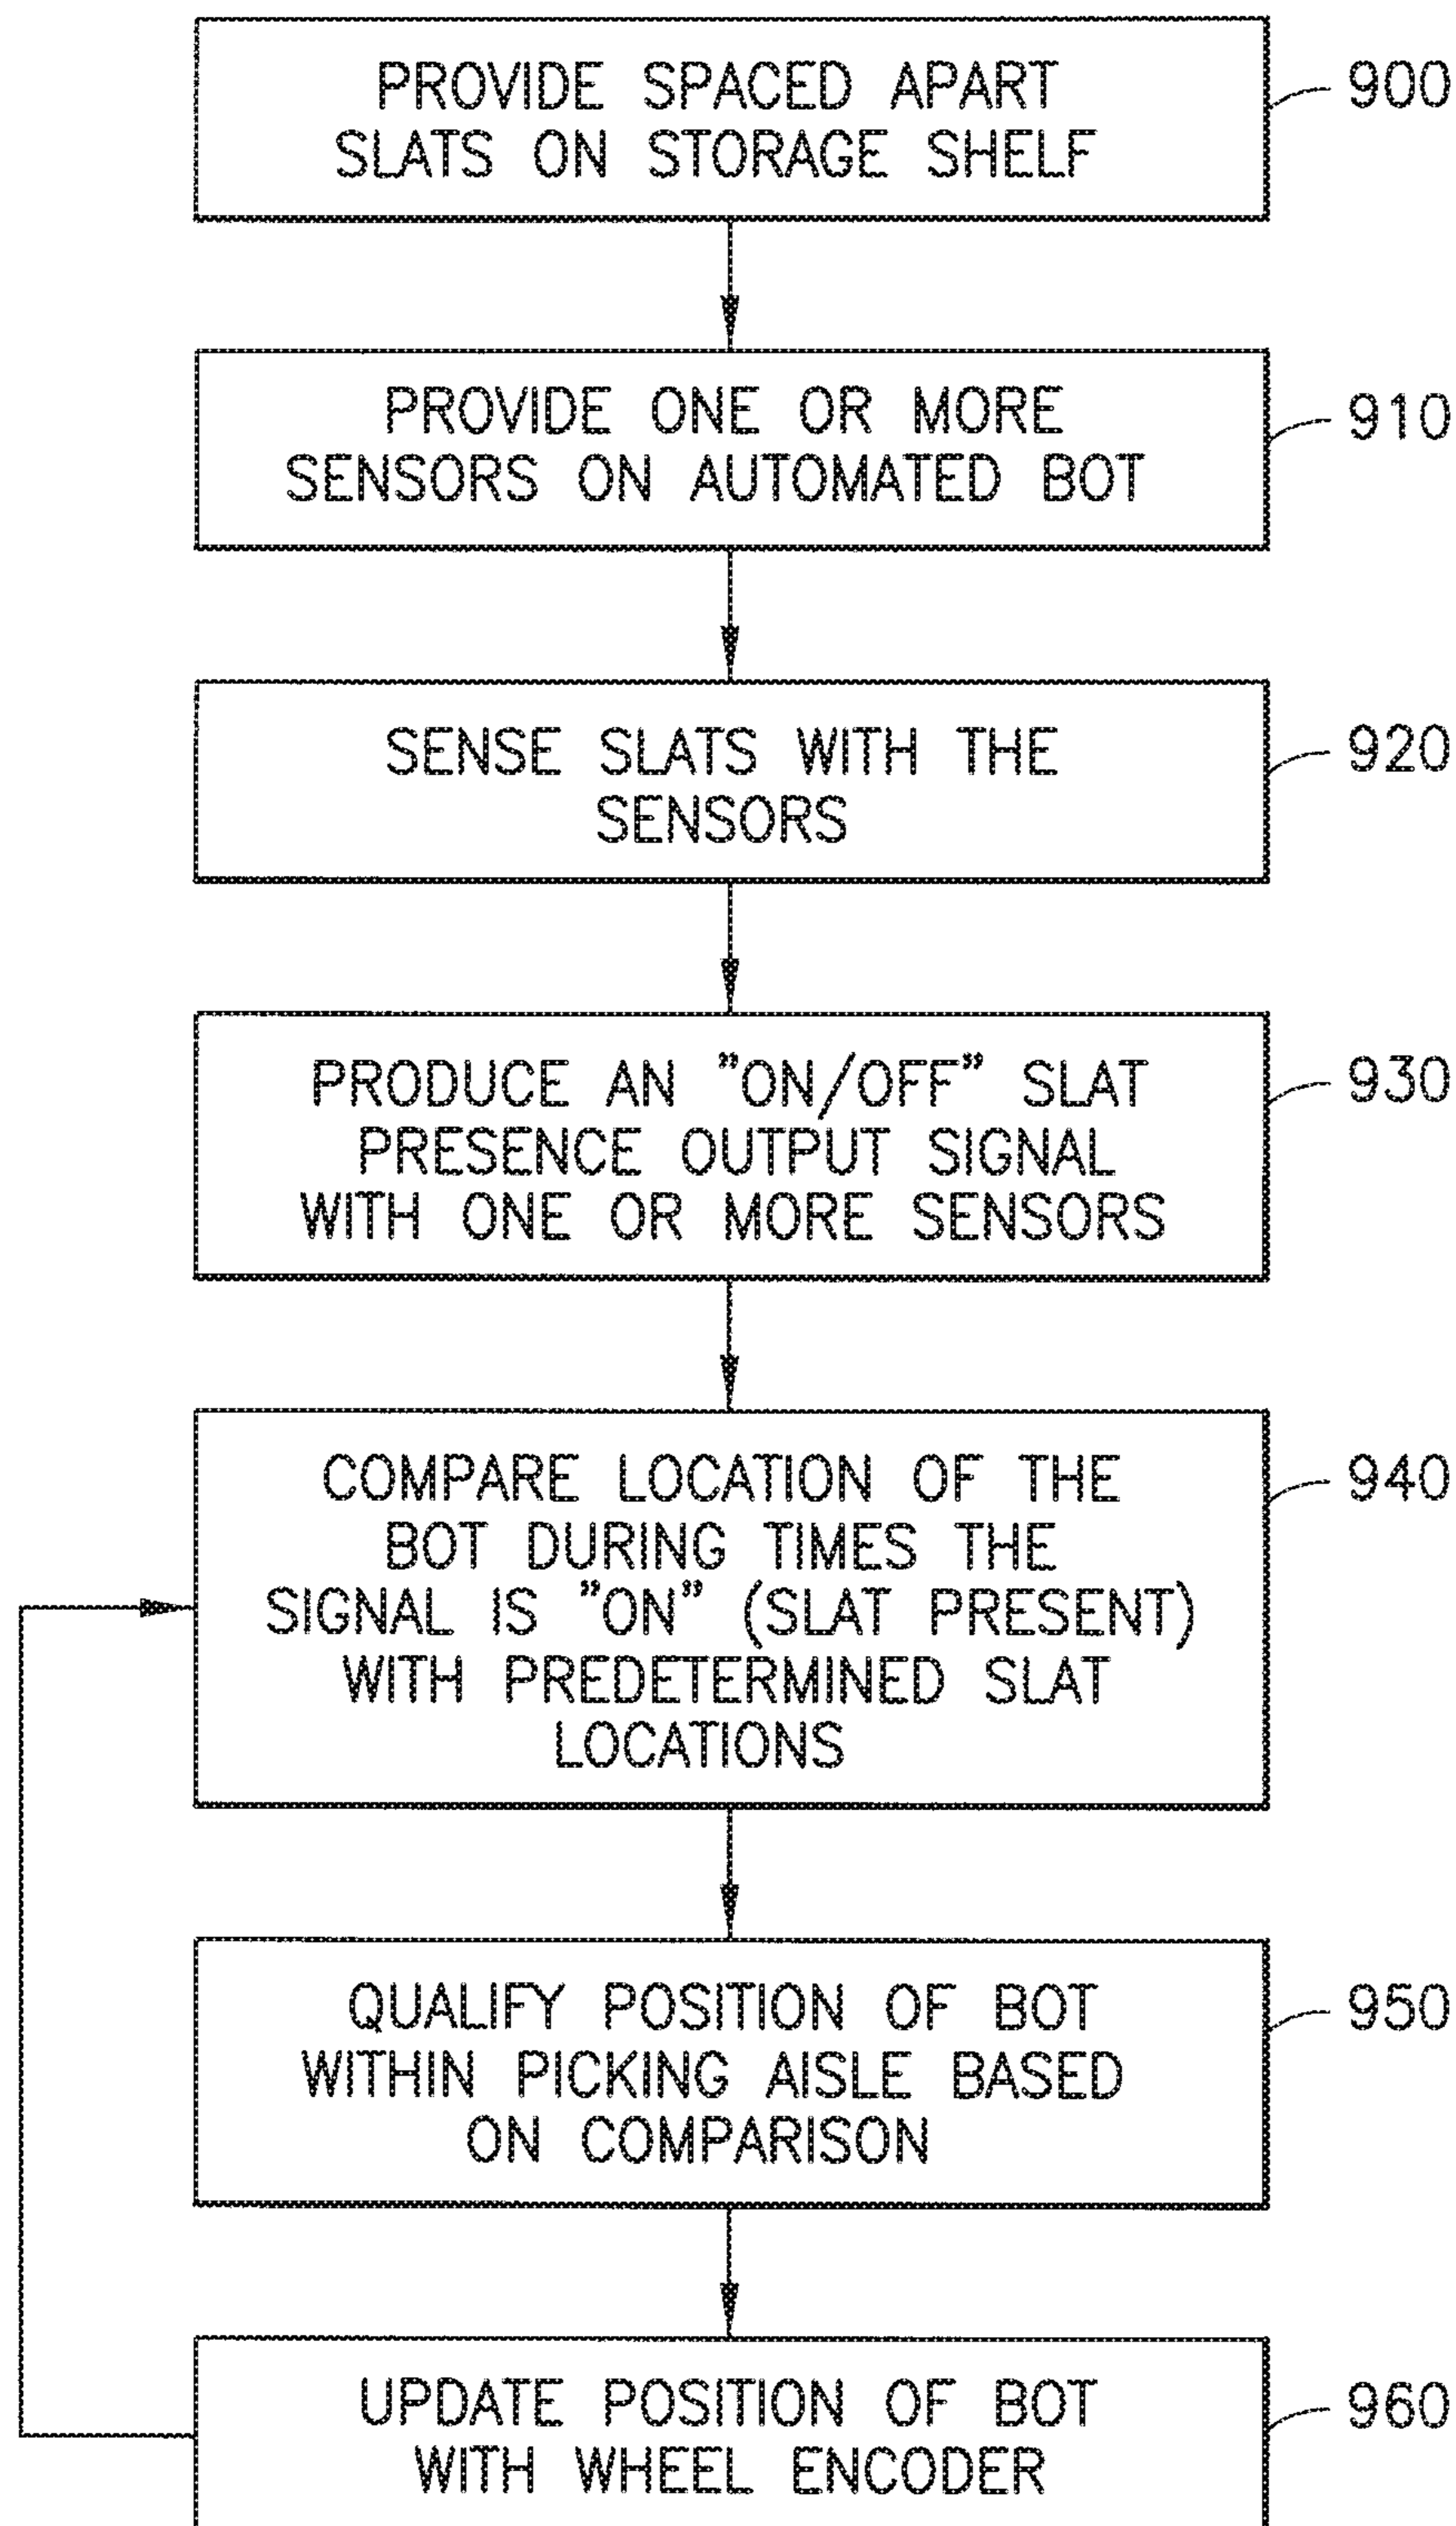 PROVIDE SPACED APART
SLATS ON STORAGE SHELF
900
PROVIDE ONE OR MORE
SENSORS ON AUTOMATED BOT
910
SENSE SLATS WITH THE
SENSORS
920
PRODUCE AN "ON/OFF" SLAT
PRESENCE OUTPUT SIGNAL
WITH ONE OR MORE SENSORS
930
COMPARE LOCATION OF THE
BOT DURING TIMES THE
SIGNAL IS "ON" (SLAT PRESENT)
WITH PREDETERMINED SLAT
LOCATIONS
940
QUALIFY POSITION OF BOT
WITHIN PICKING AISLE BASED
ON COMPARISON
950
UPDATE POSITION OF BOT
WITH WHEEL ENCODER
960